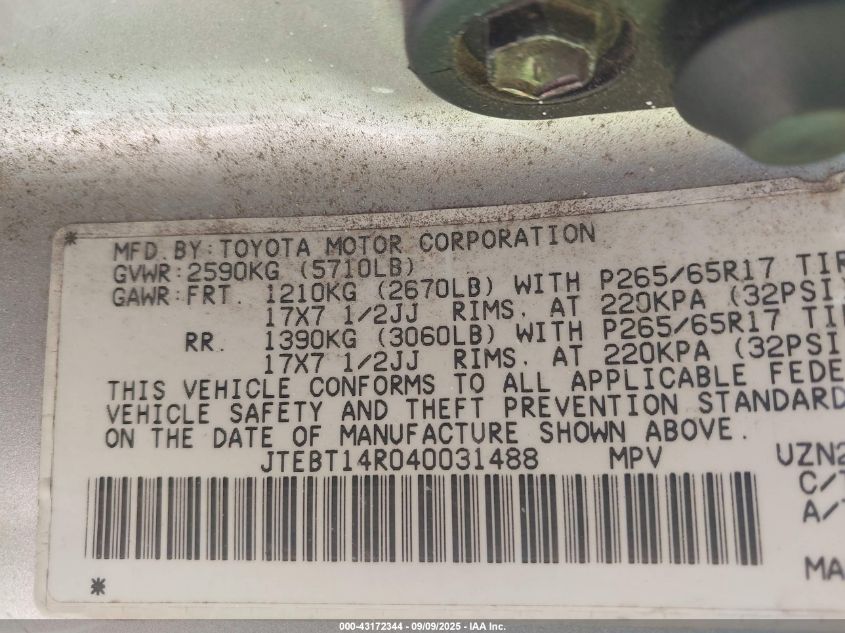 * MFD.BY:TOYOTA MOTOR CORPORATION
GVWR:2590KG (5710LB)
GAWR:FRT. 1210KG (2670LB) WITH P265/65R17
17X7 1/2JJ RIMS. AT 220KPA (32PSI
RR. 1390KG (3060LB) WITH P265/65R17
17X7 1/2JJ RIMS. AT 220KPA (32PSI
THIS VEHICLE CONFORMS TO ALL APPLICABLE FEDE
VEHICLE SAFETY AND THEFT PREVENTION STANDARD
ON THE DATE OF MANUFACTURE SHOWN ABOVE.
JTEBT14R040031488 MPV UZN2
C/T
A/T
MA
*
000-43172344 - 09/09/2025 - IAA Inc.